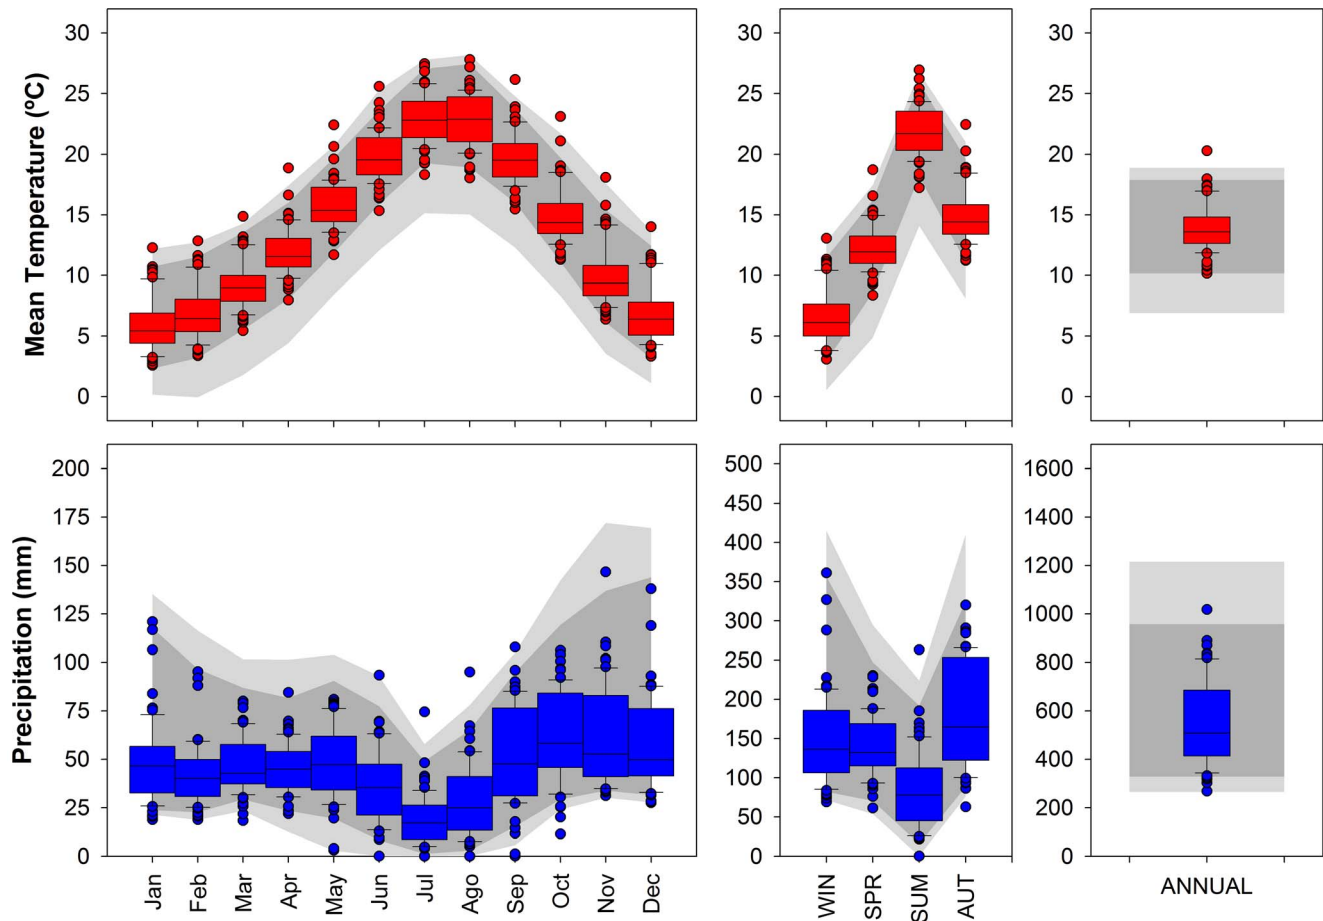 Mean Temperature (ºC)
30
25
20
15
10
5
0
30
25
20
15
10
5
0
30
25
20
15
10
5
0
Precipitation (mm)
200
175
150
125
100
75
50
25
0
500
450
400
350
300
250
200
150
100
50
0
1600
1400
1200
1000
800
600
400
200
0
Jan
Feb
Mar
Apr
May
Jun
Jul
Ago
Sep
Oct
Nov
Dec
WIN
SPR
SUM
AUT
ANNUAL